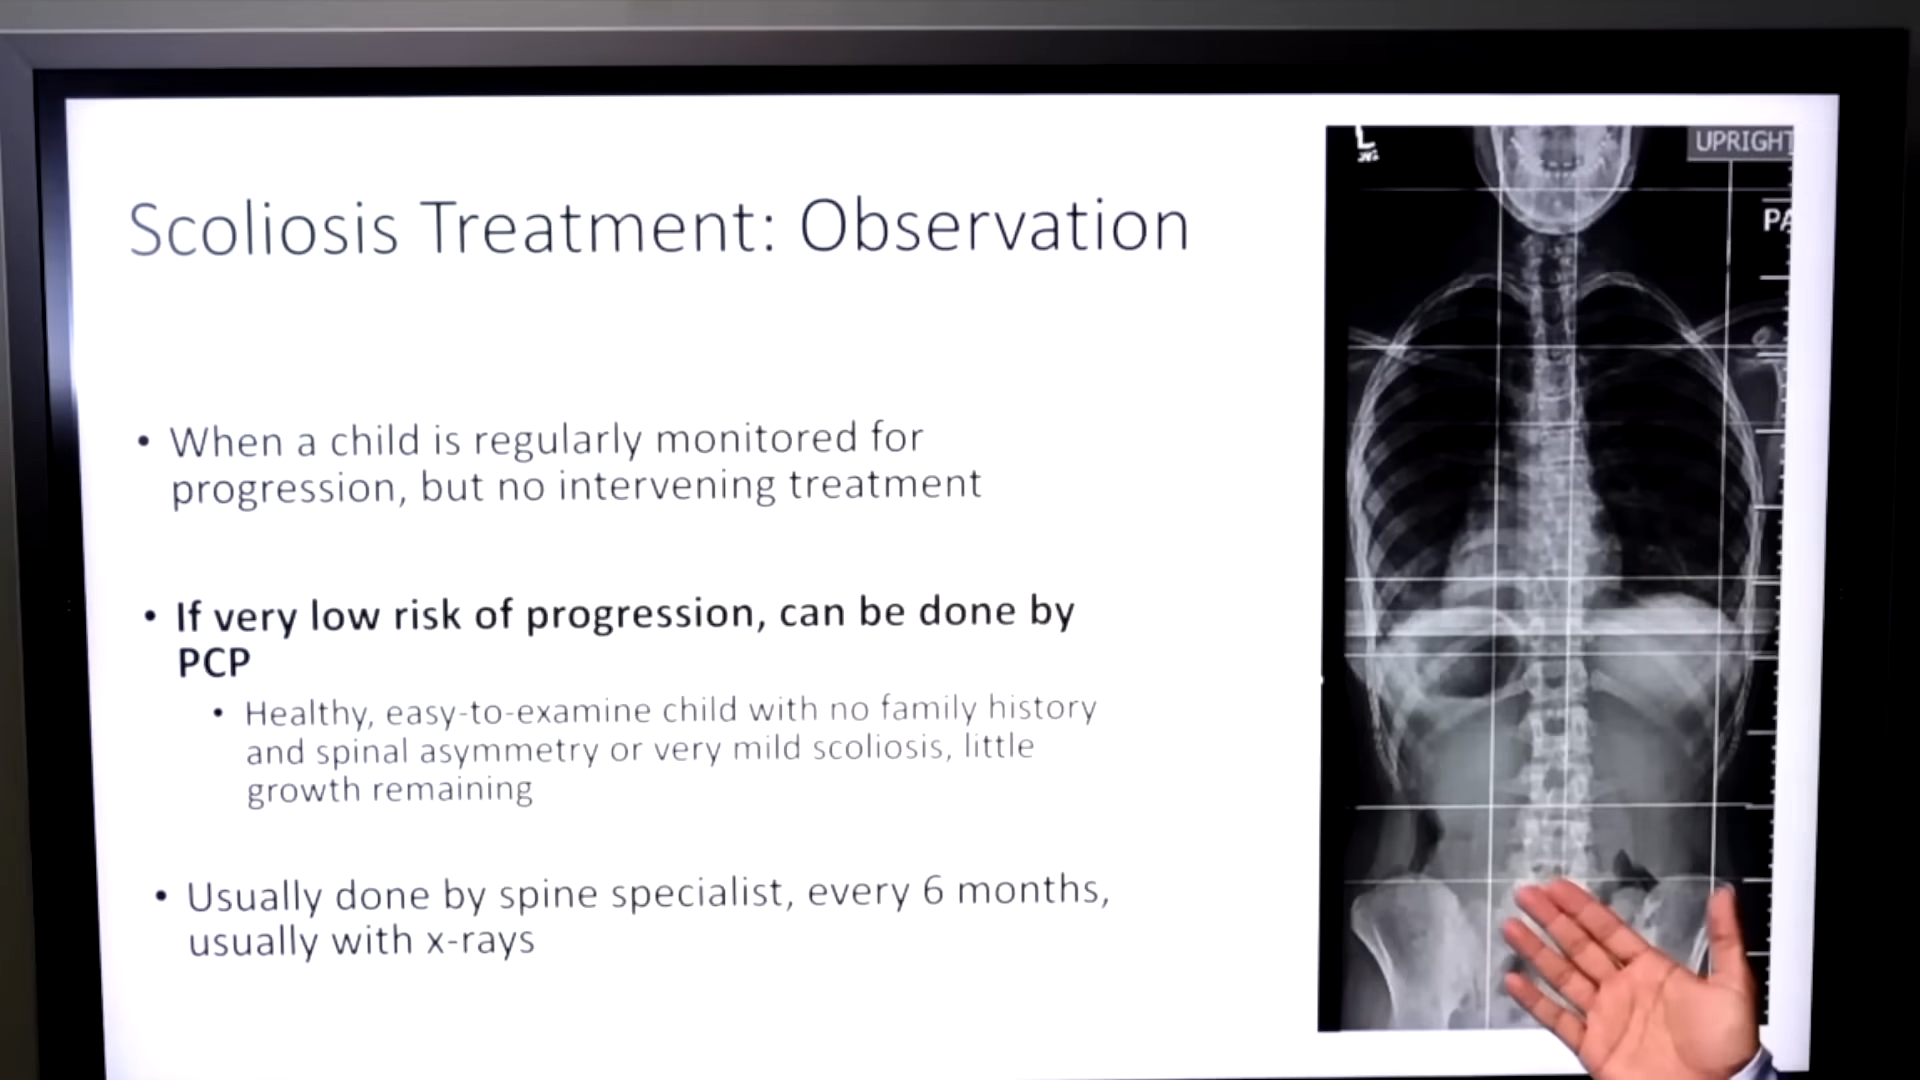 Scoliosis Treatment: Observation
• When a child is regularly monitored for
progression, but no intervening treatment
• If very low risk of progression, can be done by
PCP
• Healthy, easy-to-examine child with no family history
and spinal asymmetry or very mild scoliosis, little
growth remaining
• Usually done by spine specialist, every 6 months,
usually with x-rays
L
UPRIGHT
PA